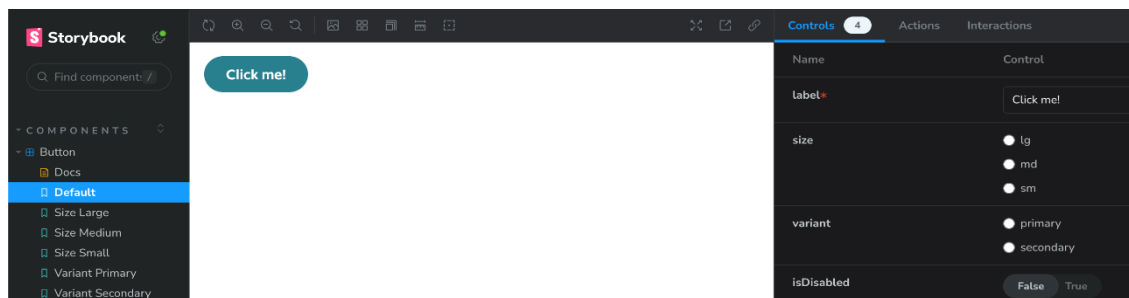 Storybook
Find component: /
COMPONENTS
Button
Docs
Default
Size Large
Size Medium
Size Small
Variant Primary
Variant Secondary
Click me!
Controls 4 Actions Interactions
Name Control
label* Click me!
size lg
md
sm
variant primary
secondary
isDisabled False True